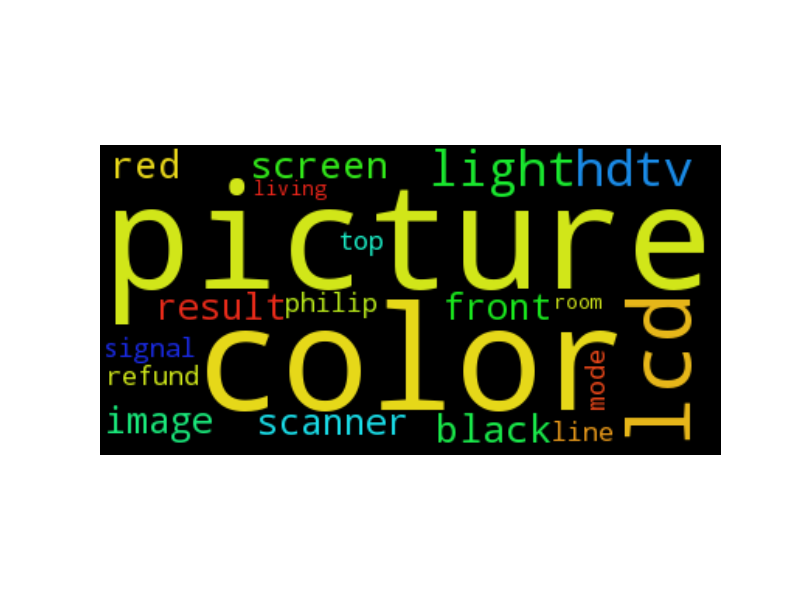 red screen light hdtv
living
picture
top
result philip front room
color
lcd
signal
mode
refund
image scanner black line